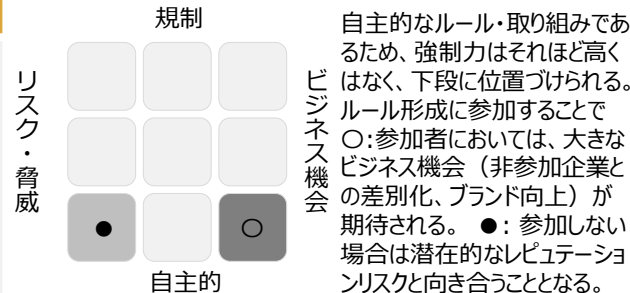 規制
リスク・脅威
ビジネス機会
●
〇
自主的
自主的なルール・取り組みであ
るため、強制力はそれほど高く
はなく、下段に位置づけられる。
ルール形成に参加することで
〇:参加者においては、大きな
ビジネス機会（非参加企業と
の差別化、ブランド向上）が
期待される。 ●: 参加しない
場合は潜在的なレピュテーショ
ンリスクと向き合うこととなる。